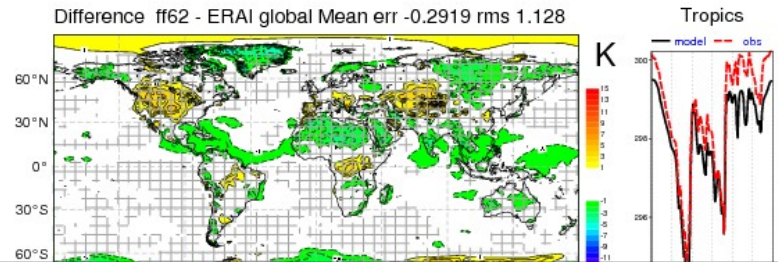 Difference ff62 - ERAI global Mean err -0.2919 rms 1.128
60°N
30°N
0°
30°S
60°S
K
15
13
11
9
7
5
3
1
-1
-3
-5
-7
-9
-11
Tropics
model obs
300
298
296